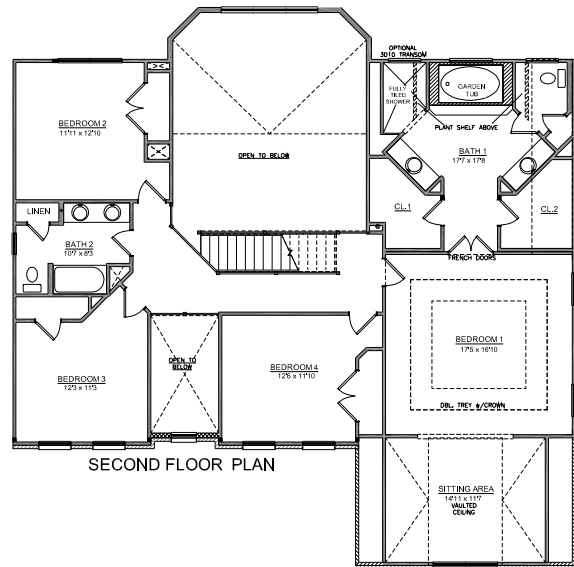 OPTIONAL
3010 TRANSOM
BEDROOM 2
11'11 x 12'10
FULLY
TILED
SHOWER
GARDEN
TUB
PLANT SHELF ABOVE
BATH 1
17'7 x 17'8
OPEN TO BELOW
LINEN
CL.1
CL.2
BATH 2
10'7 x 8'3
FRENCH DOORS
BEDROOM 1
17'5 x 16'10
OPEN TO
BELOW
BEDROOM 4
12'6 x 11'10
BEDROOM 3
12'3 x 11'3
DBL. TREY w/CROWN
SECOND FLOOR PLAN
SITTING AREA
14'11 x 11'7
VAULTED
CEILING